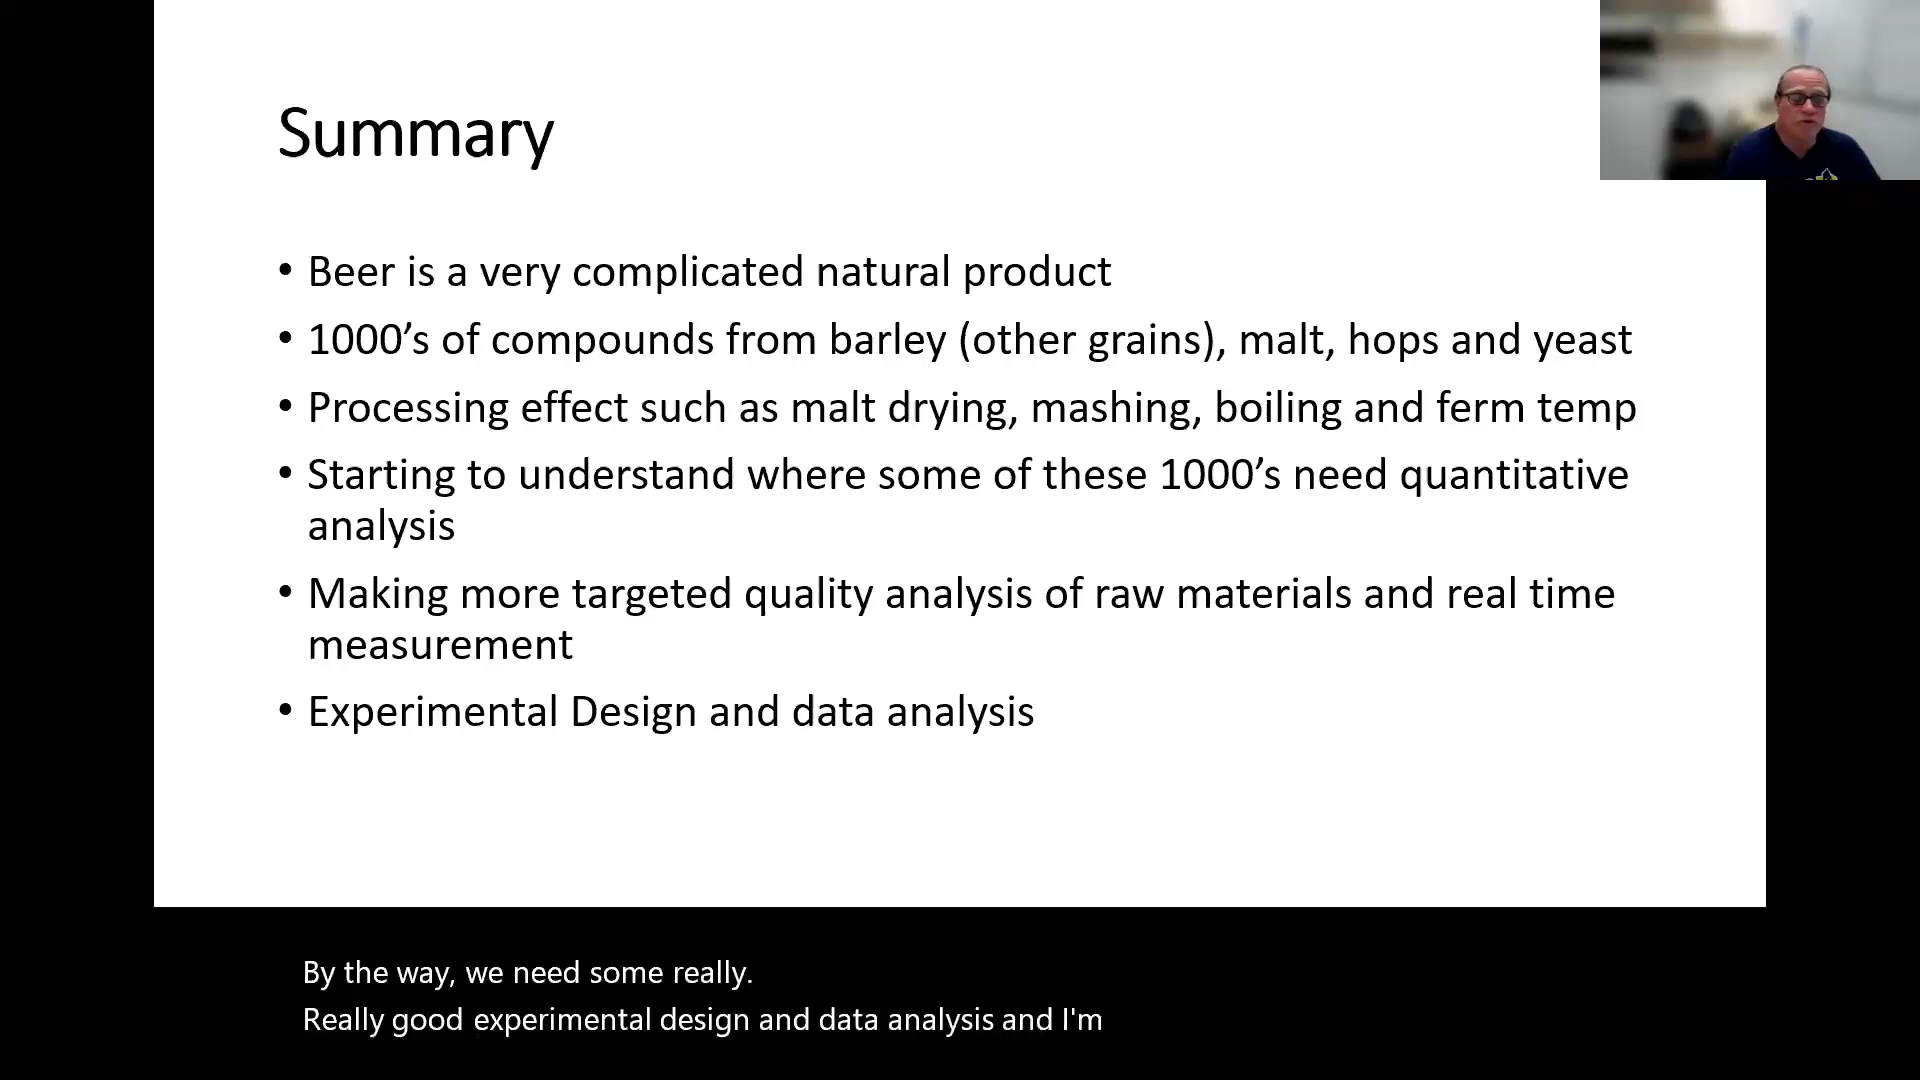 Summary
• Beer is a very complicated natural product
• 1000’s of compounds from barley (other grains), malt, hops and yeast
• Processing effect such as malt drying, mashing, boiling and ferm temp
• Starting to understand where some of these 1000’s need quantitative
analysis
• Making more targeted quality analysis of raw materials and real time
measurement
• Experimental Design and data analysis
By the way, we need some really.
Really good experimental design and data analysis and I'm